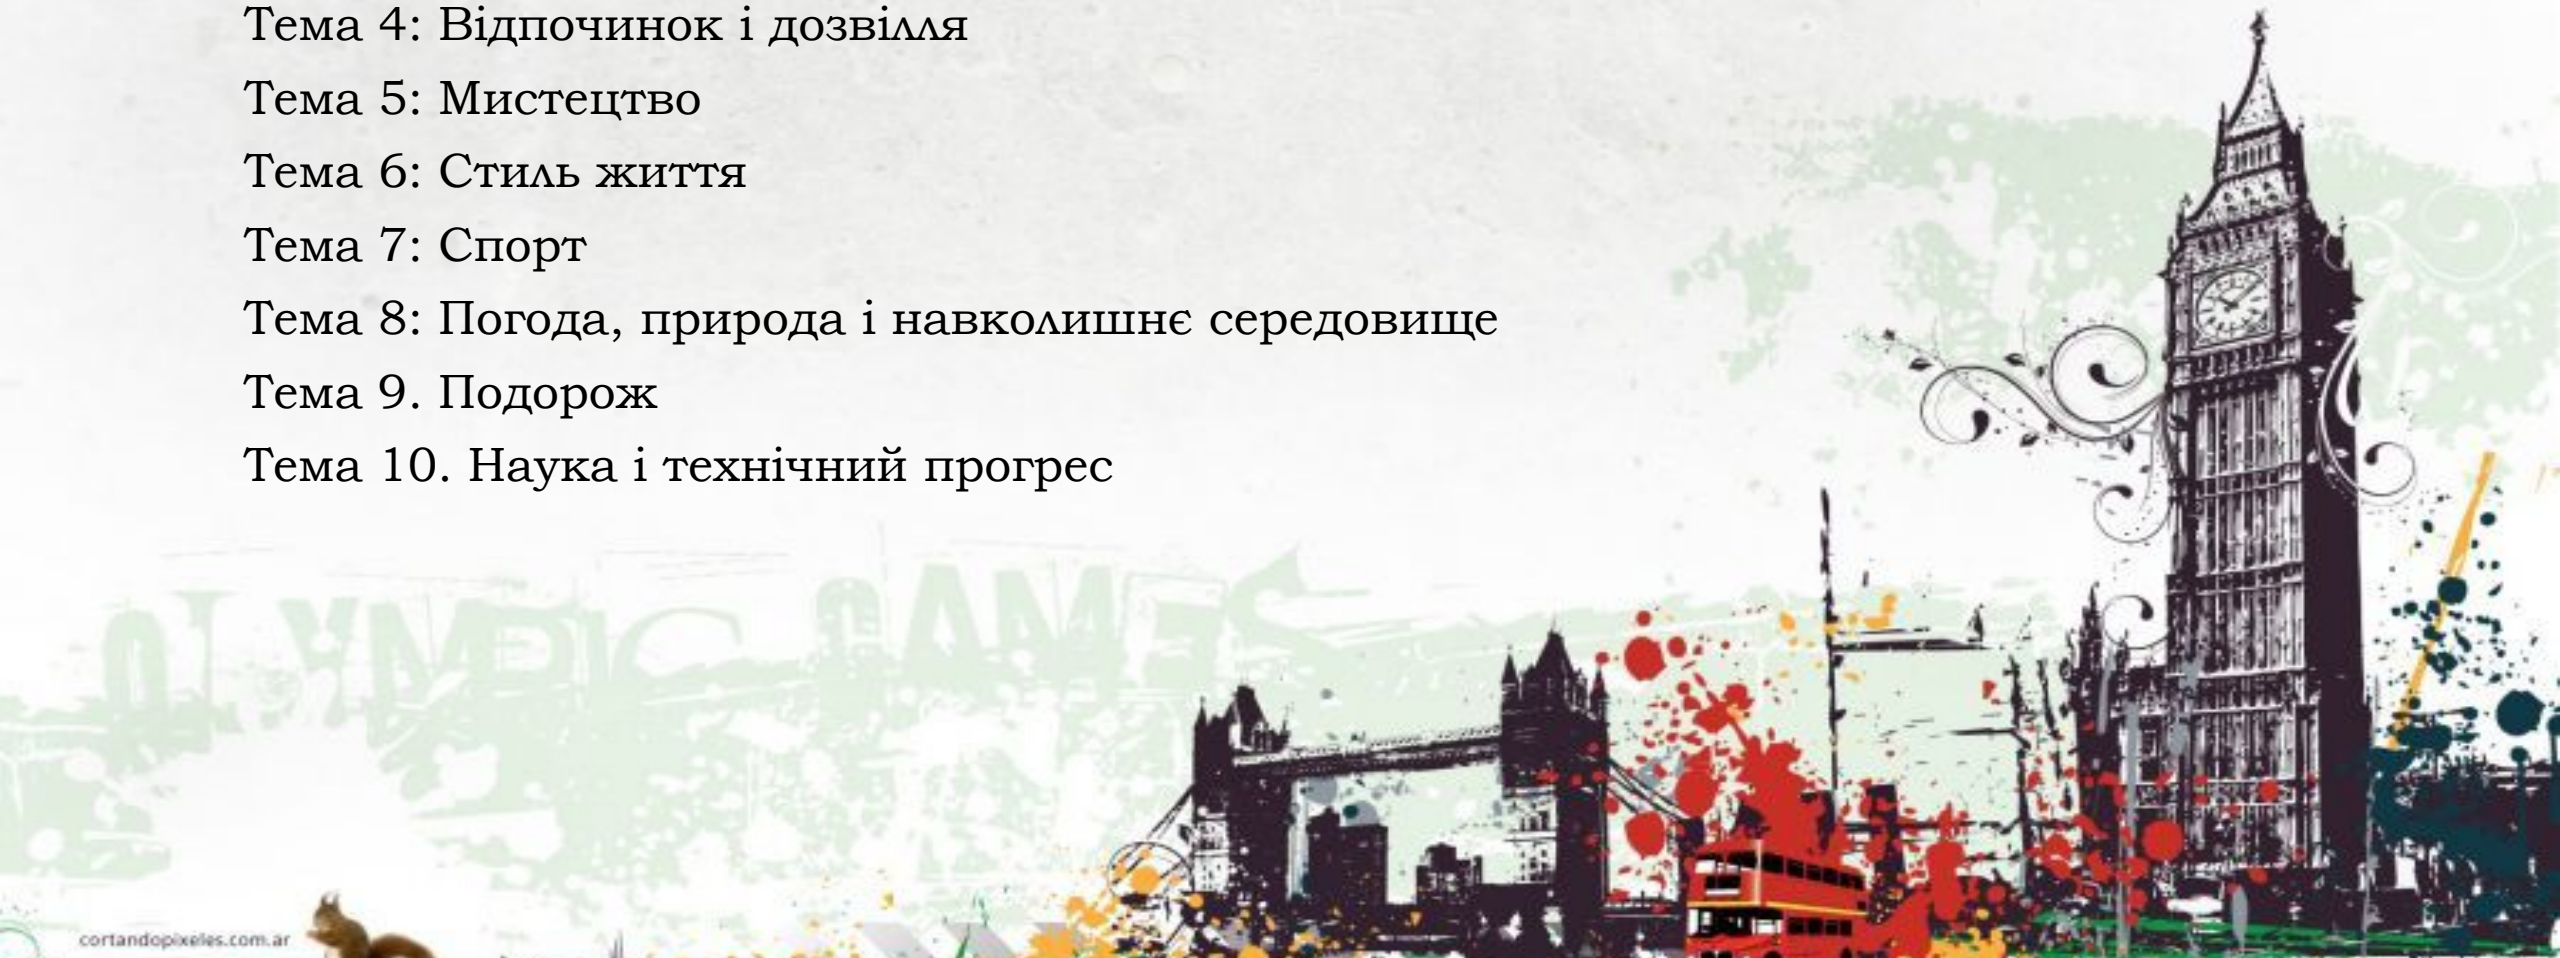 Тема 4: Відпочинок і дозвілля
Тема 5: Мистецтво
Тема 6: Стиль життя
Тема 7: Спорт
Тема 8: Погода, природа і навколишнє середовище
Тема 9. Подорож
Тема 10. Наука і технічний прогрес
OLYMPIC GAMES
cortandopixeles.com.ar